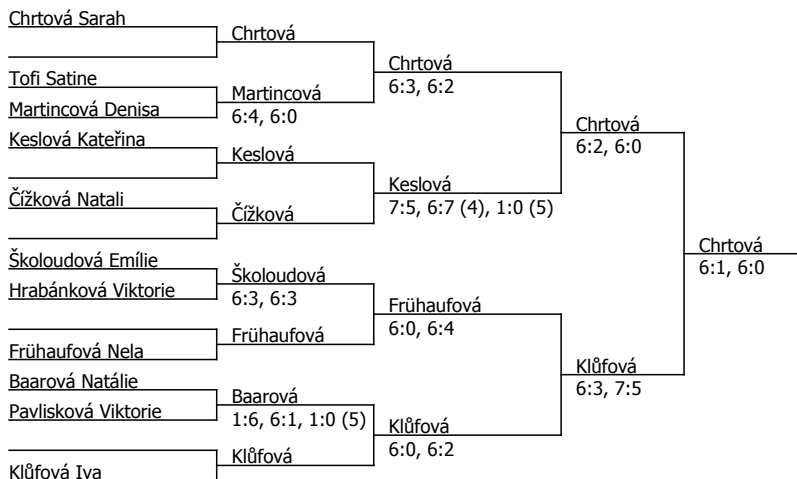 Chrtová Sarah
Chrtová
Chrtová
6:3, 6:2
Tofi Satine
Martincová
6:4, 6:0
Martincová Denisa
Chrtová
6:2, 6:0
Keslová Kateřina
Keslová
Keslová
7:5, 6:7 (4), 1:0 (5)
Čížková Natali
Čížková
Chrtová
6:1, 6:0
Školoudová Emílie
Školoudová
6:3, 6:3
Hrabánková Viktorie
Frühaufová
6:0, 6:4
Frühaufová
Frühaufová Nela
Klůfová
6:3, 7:5
Baarová Natálie
Baarová
1:6, 6:1, 1:0 (5)
Pavlisková Viktorie
Klůfová
6:0, 6:2
Klůfová
Klůfová Iva